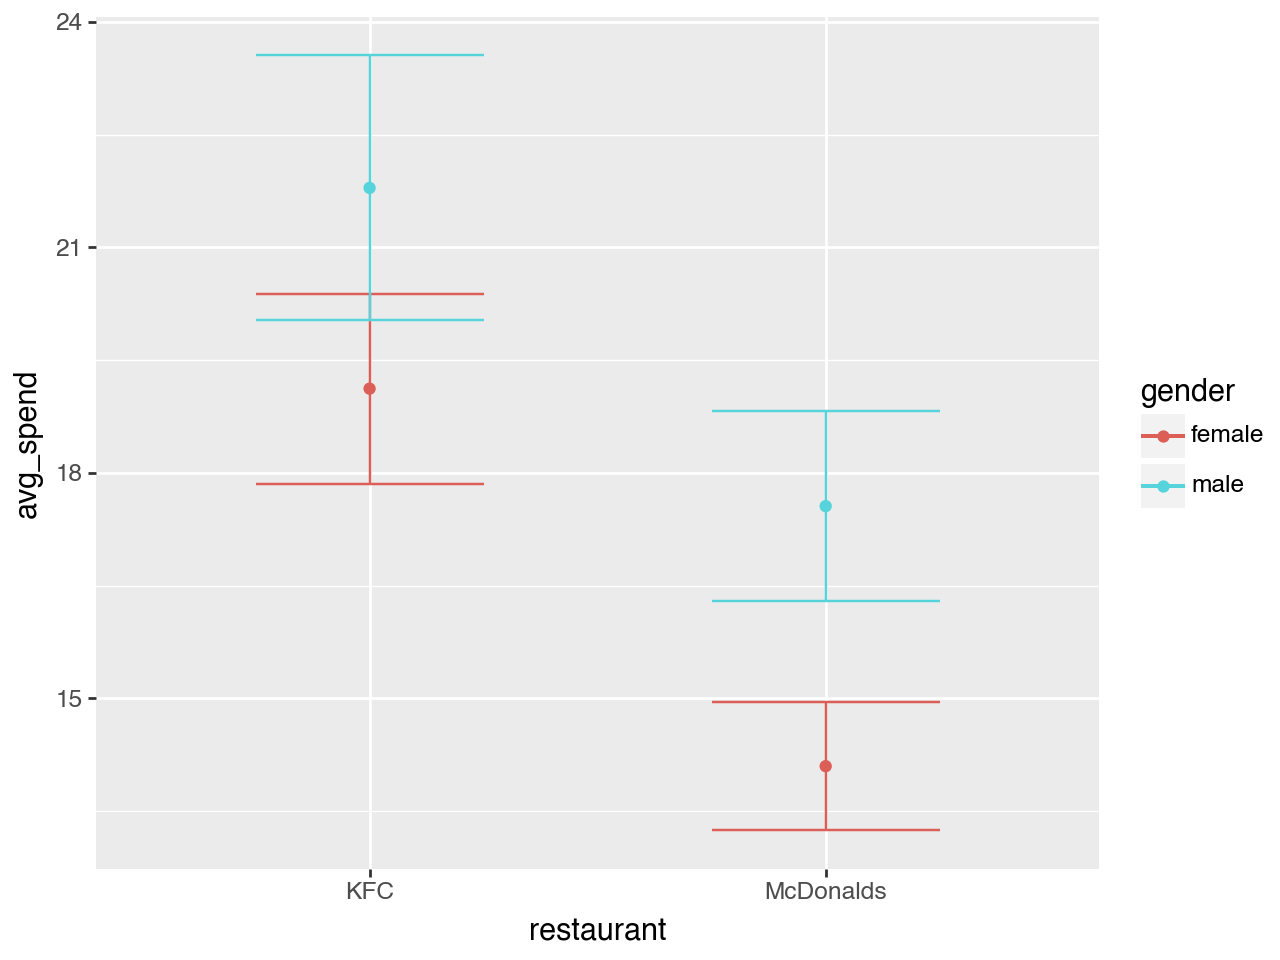 24
21
18
15
avg_spend
KFC
McDonalds
restaurant
gender
female
male